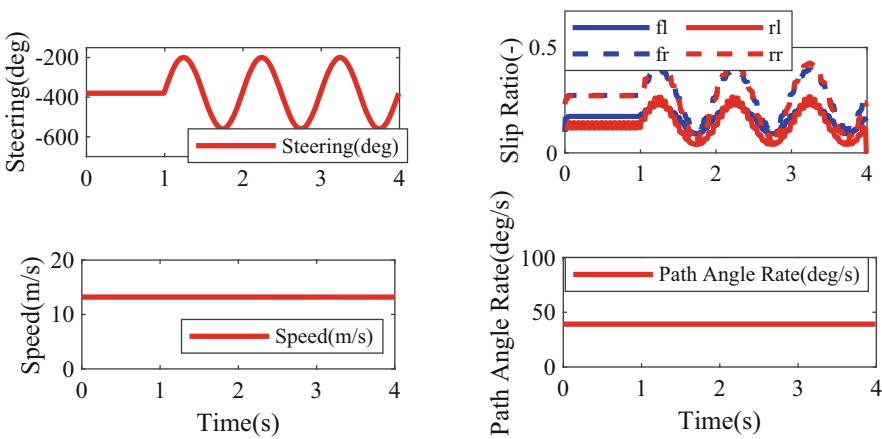 Steering(deg)
-200
-400
-600
Steering(deg)
0 1 2 3 4
Slip Ratio(-)
0.5
0
fl rl
fr rr
0 1 2 3 4
Speed(m/s)
20
10
0
Speed(m/s)
0 1 2 3 4
Time(s)
Path Angle Rate(deg/s)
100
50
0
Path Angle Rate(deg/s)
0 1 2 3 4
Time(s)